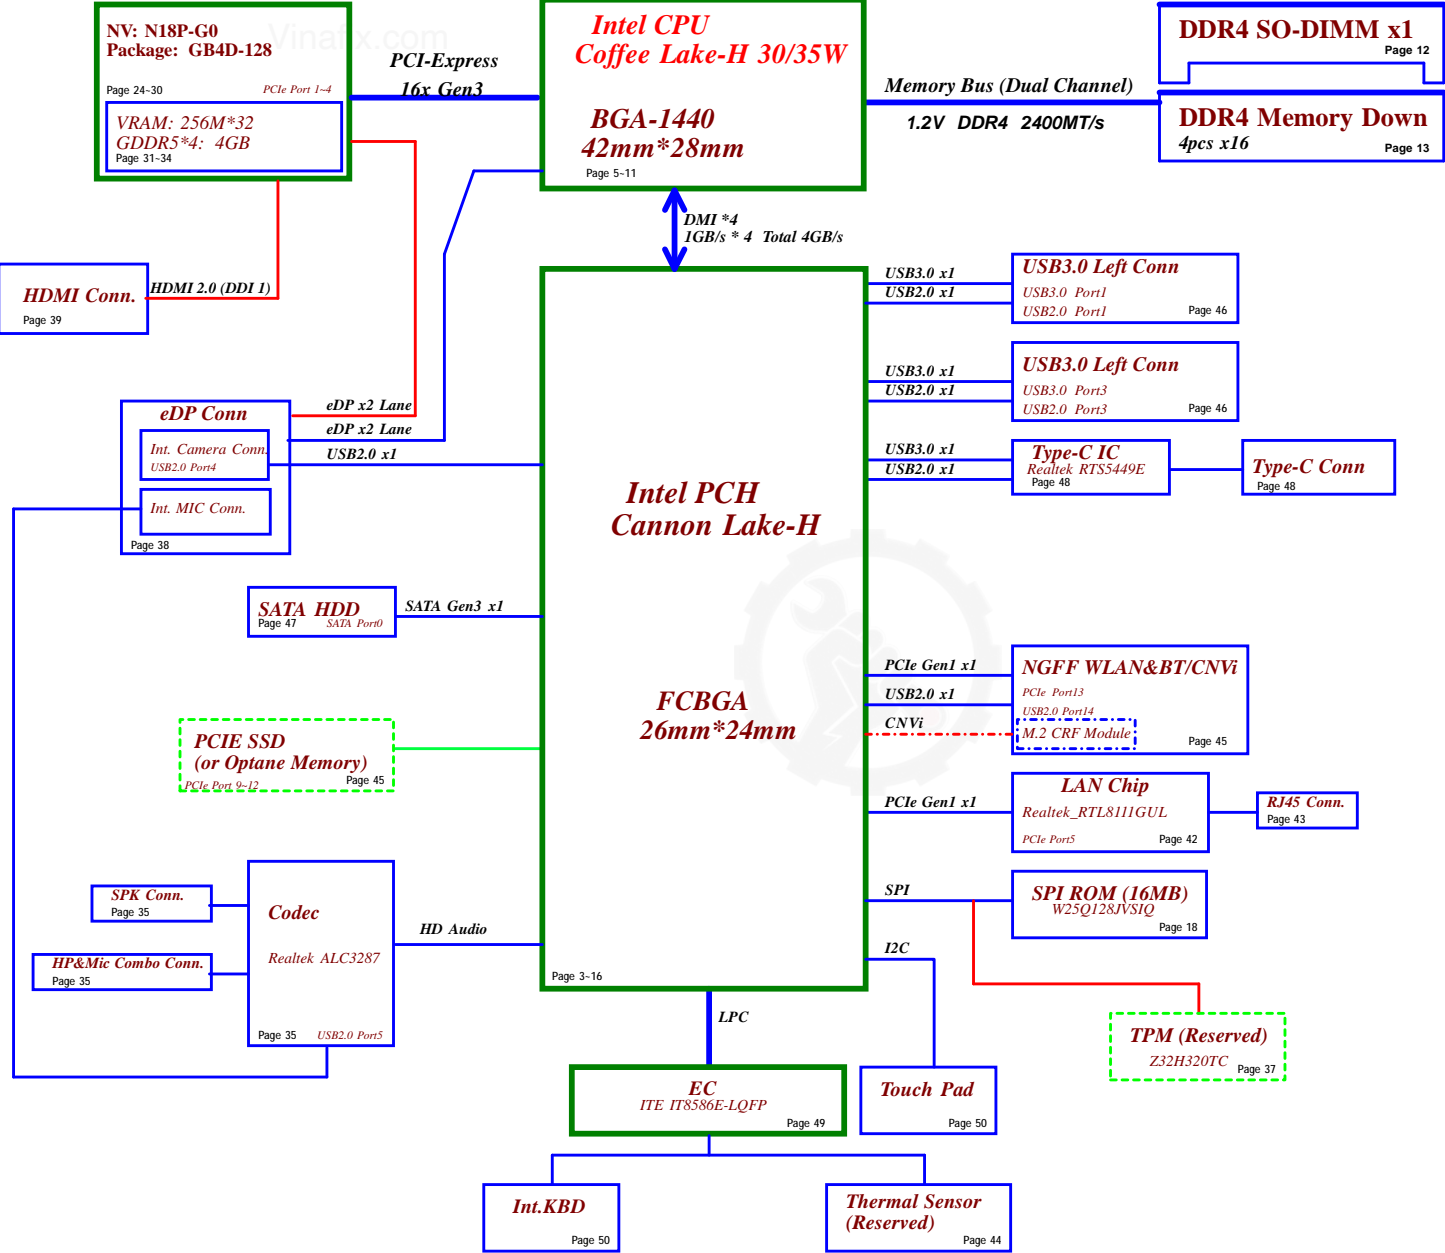 NV: N18P-G0
Package: GB4D-128
Page 24~30
PCIe Port 1~4
VRAM: 256M*32
GDDR5*4: 4GB
Page 31~34
Vinafix.com
PCI-Express
16x Gen3
Intel CPU
Coffee Lake-H 30/35W
BGA-1440
42mm*28mm
Page 5~11
Memory Bus (Dual Channel)
1.2V DDR4 2400MT/s
DDR4 SO-DIMM x1
Page 12
DDR4 Memory Down
4pcs x16
Page 13
DMI *4
1GB/s * 4 Total 4GB/s
HDMI Conn.
Page 39
HDMI 2.0 (DDI 1)
eDP Conn
Int. Camera Conn.
USB2.0 Port4
Int. MIC Conn.
Page 38
eDP x2 Lane
eDP x2 Lane
USB2.0 x1
Intel PCH
Cannon Lake-H
FCBGA
26mm*24mm
Page 3~16
USB3.0 x1
USB2.0 x1
USB3.0 Left Conn
USB3.0 Port1
USB2.0 Port1
Page 46
USB3.0 x1
USB2.0 x1
USB3.0 Left Conn
USB3.0 Port3
USB2.0 Port3
Page 46
USB3.0 x1
USB2.0 x1
Type-C IC
Realtek RTS5449E
Page 48
Type-C Conn
Page 48
SATA HDD
Page 47
SATA Port0
SATA Gen3 x1
PCIE SSD
(or Optane Memory)
Page 45
PCIe Port 9~12
PCIe Gen1 x1
USB2.0 x1
CNVi
NGFF WLAN&BT/CNVi
PCIe Port13
USB2.0 Port14
M.2 CRF Module
Page 45
PCIe Gen1 x1
LAN Chip
Realtek_RTL8111GUL
PCIe Port5
Page 42
RJ45 Conn.
Page 43
SPK Conn.
Page 35
HP&Mic Combo Conn.
Page 35
Codec
Realtek ALC3287
Page 35
USB2.0 Port5
HD Audio
SPI
SPI ROM (16MB)
W25Q128JVSIQ
Page 18
I2C
TPM (Reserved)
Z32H320TC
Page 37
LPC
EC
ITE IT8586E-LQFP
Page 49
Touch Pad
Page 50
Int.KBD
Page 50
Thermal Sensor
(Reserved)
Page 44